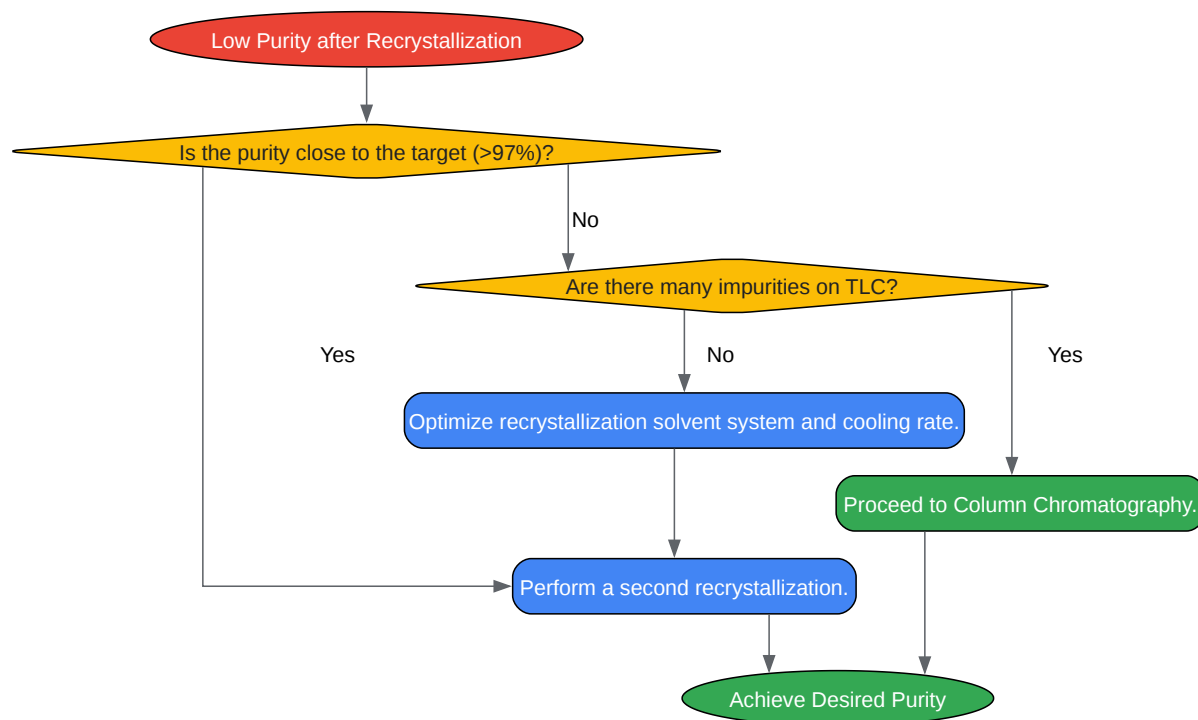 Low Purity after Recrystallization
Is the purity close to the target (>97%)?
No
Are there many impurities on TLC?
Yes
No
Yes
Optimize recrystallization solvent system and cooling rate.
Proceed to Column Chromatography.
Perform a second recrystallization.
Achieve Desired Purity